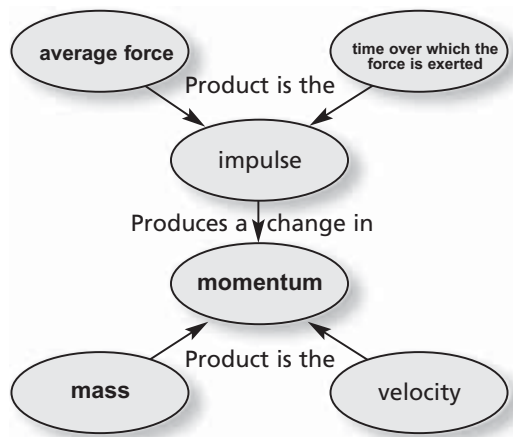 average force
time over which the
force is exerted
Product is the
impulse
Produces a change in
momentum
Product is the
mass
velocity